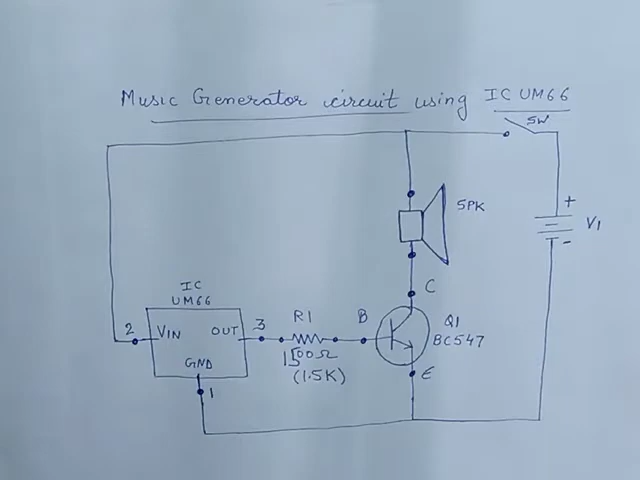 Music Generator circuit using IC UM66
SW
SPK
+
V1
-
C
IC
UM66
2
VIN
OUT
3
R1
B
Q1
BC547
1500Ω
(1.5K)
GND
E
1